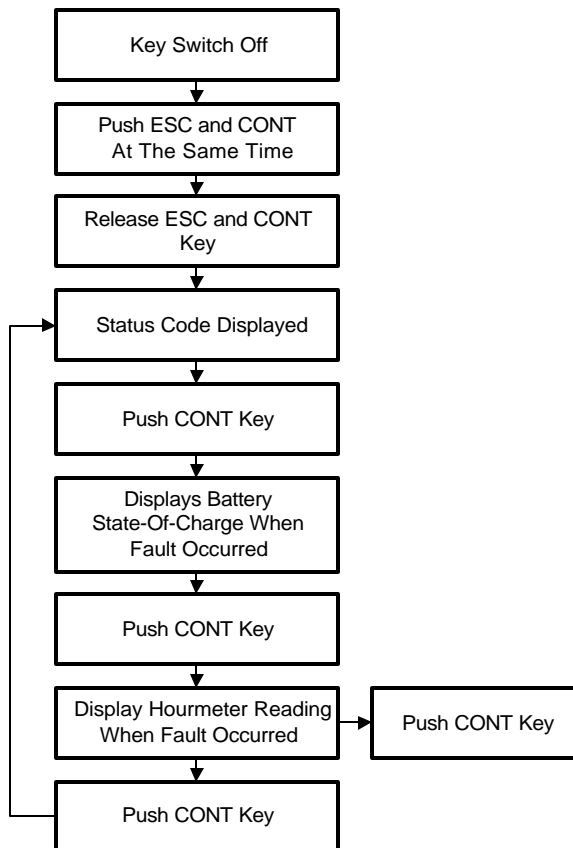 Key Switch Off
Push ESC and CONT
At The Same Time
Release ESC and CONT
Key
Status Code Displayed
Push CONT Key
Displays Battery
State-Of-Charge When
Fault Occurred
Push CONT Key
Display Hourmeter Reading
When Fault Occurred
Push CONT Key
Push CONT Key